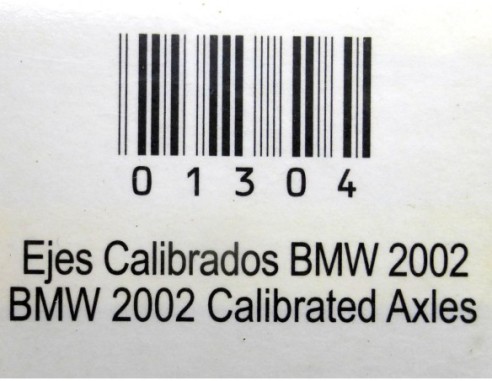 01304
Ejes Calibrados BMW 2002
BMW 2002 Calibrated Axles